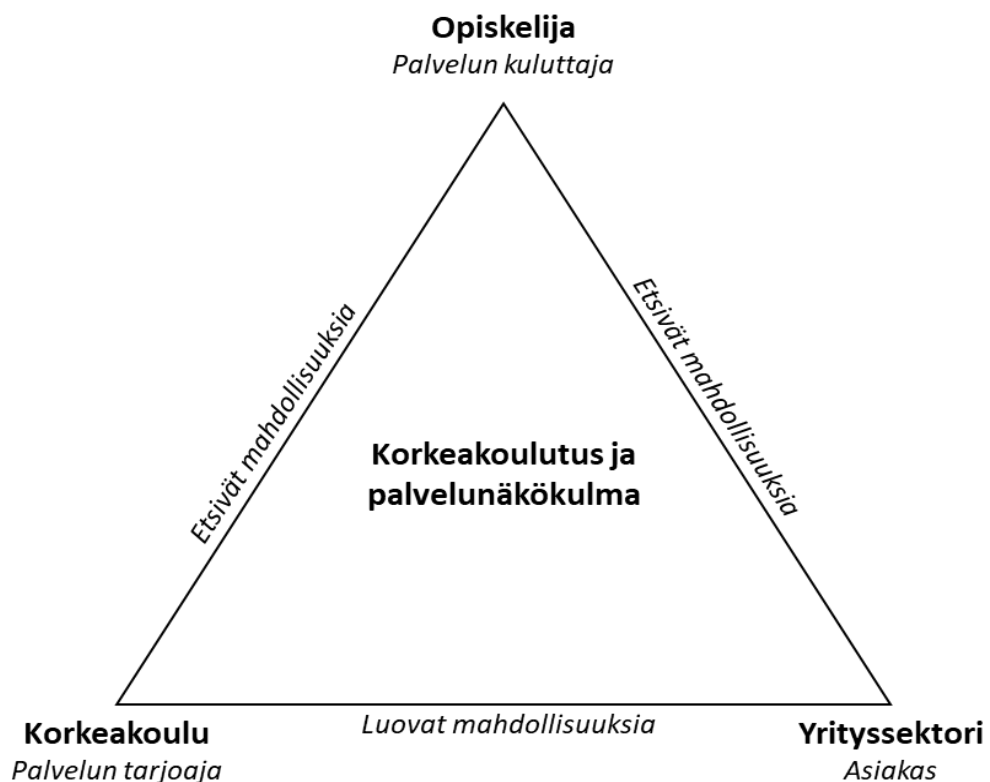 Opiskelija
Palvelun kuluttaja
Etsivät mahdollisuuksia
Etsivät mahdollisuuksia
Korkeakoulutus ja
palvelunäkökulma
Korkeakoulu
Palvelun tarjoaja
Luovat mahdollisuuksia
Yrityssektori
Asiakas